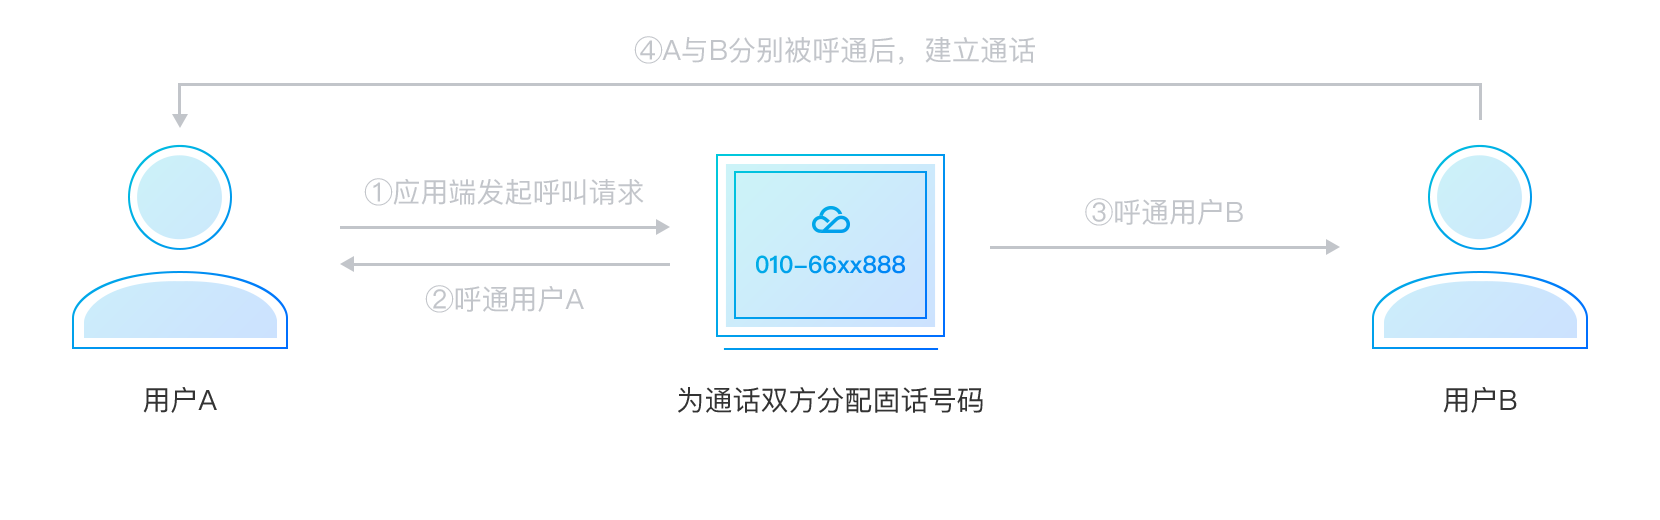 ④A与B分别被呼通后，建立通话
①应用端发起呼叫请求
②呼通用户A
010-66xx888
③呼通用户B
用户A
为通话双方分配固话号码
用户B